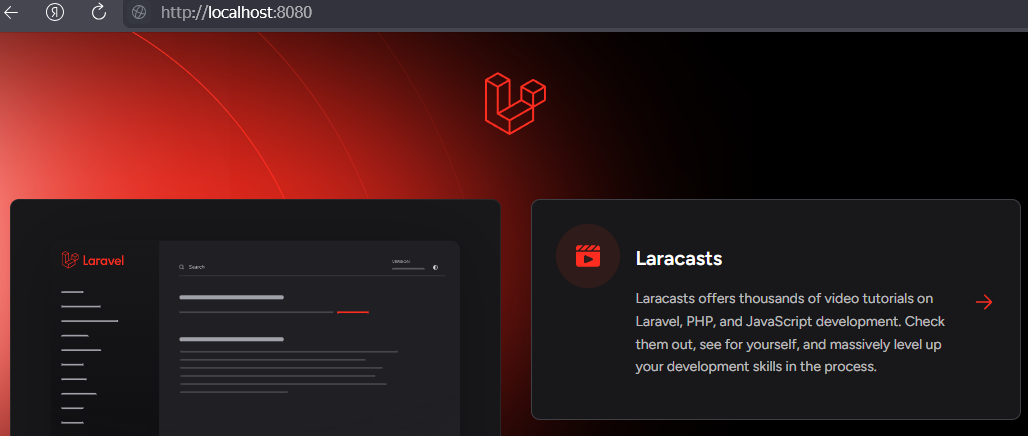 http://localhost:8080
Laravel
Search
VERSION
Laracasts
Laracasts offers thousands of video tutorials on
Laravel, PHP, and JavaScript development. Check
them out, see for yourself, and massively level up
your development skills in the process.